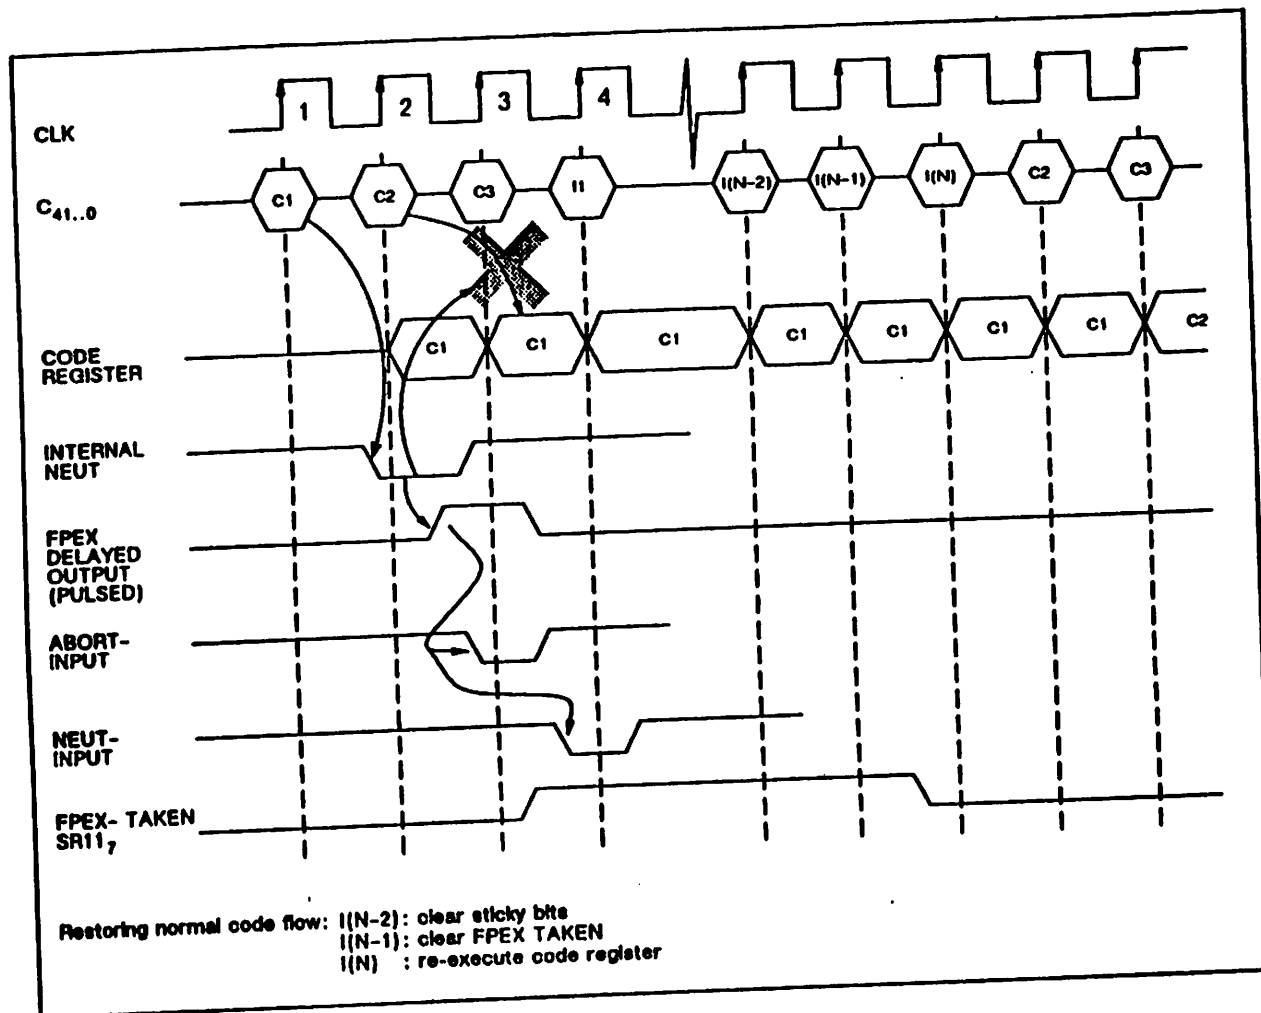 1 2 3 4
CLK
C41..0 C1 C2 C3 I1 I(N-2) I(N-1) I(N) C2 C3
CODE
REGISTER
C1 C1 C1 C1 C1 C1 C1 C2
INTERNAL
NEUT
FPEX
DELAYED
OUTPUT
(PULSED)
ABORT-
INPUT
NEUT-
INPUT
FPEX- TAKEN
SR117
Restoring normal code flow: I(N-2): clear sticky bits
I(N-1): clear FPEX TAKEN
I(N) : re-execute code register